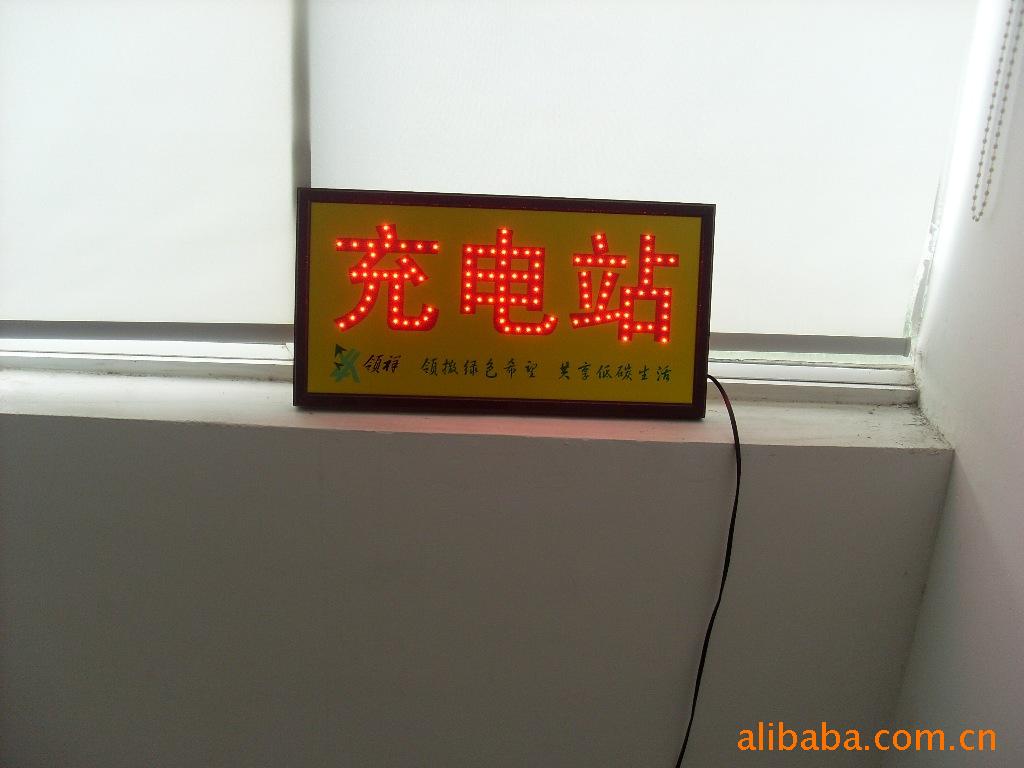 充电站
领祥 领撒绿色希望 共享低碳生活
alibaba.com.cn